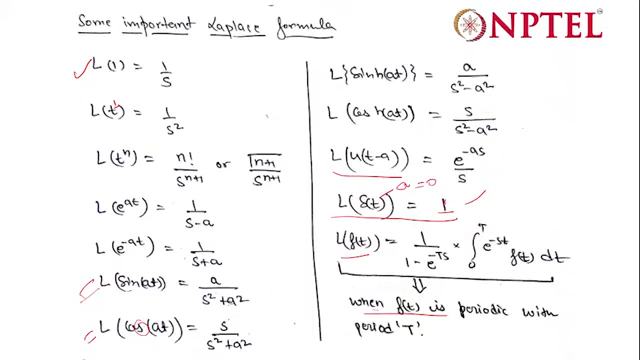 Some important Laplace formula
NPTEL
L(1) = 1/s
L(t¹) = 1/s²
L(tⁿ) = n!/sⁿ⁺¹ or Γn+1/sⁿ⁺¹
L(e^at) = 1/(s-a)
L(e^-at) = 1/(s+a)
L(sin(at)) = a/(s²+a²)
L(cos(at)) = s/(s²+a²)
L{sinh(at)} = a/(s²-a²)
L(cosh(at)) = s/(s²-a²)
L(u(t-a)) = e^-as/s
a=0
L(δ(t)) = 1
L(f(t)) = 1/(1-e^-Ts) × ∫₀ᵀ e^-st f(t) dt
⇓
when f(t) is periodic with
period 'T'.